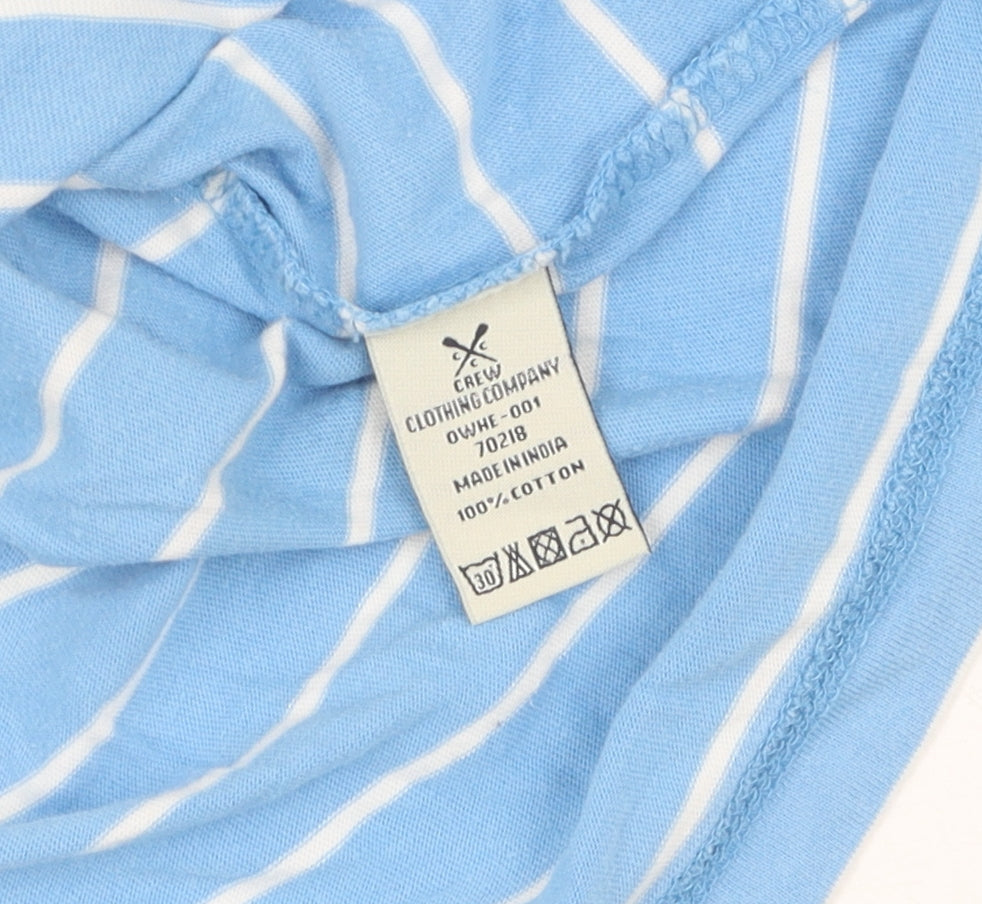 C C
C
CREW
CLOTHING COMPANY
OWHE-001
70218
MADE IN INDIA
100% COTTON
30